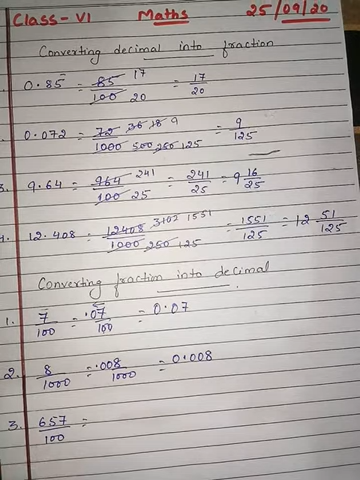 Class - VI Maths 25/09/20
Converting decimal into fraction
0.85 = 85/100 17/20 = 17/20
0.072 = 72/1000 36/500 18/250 9/125 = 9/125
3. 9.64 = 964/100 241/25 = 241/25 = 9 16/25
4. 12.408 = 12408/1000 3102/250 1551/125 = 1551/125 = 12 51/125
Converting fraction into decimal
1. 7/100 = .07/100 = 0.07
2. 8/1000 = .008/1000 = 0.008
3. 657/100 =